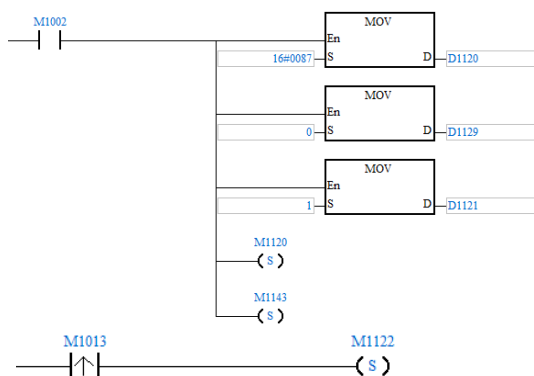 M1002
MOV
En
16#0087 S D D1120
MOV
En
0 S D D1129
MOV
En
1 S D D1121
M1120
S
M1143
S
M1013 M1122
S